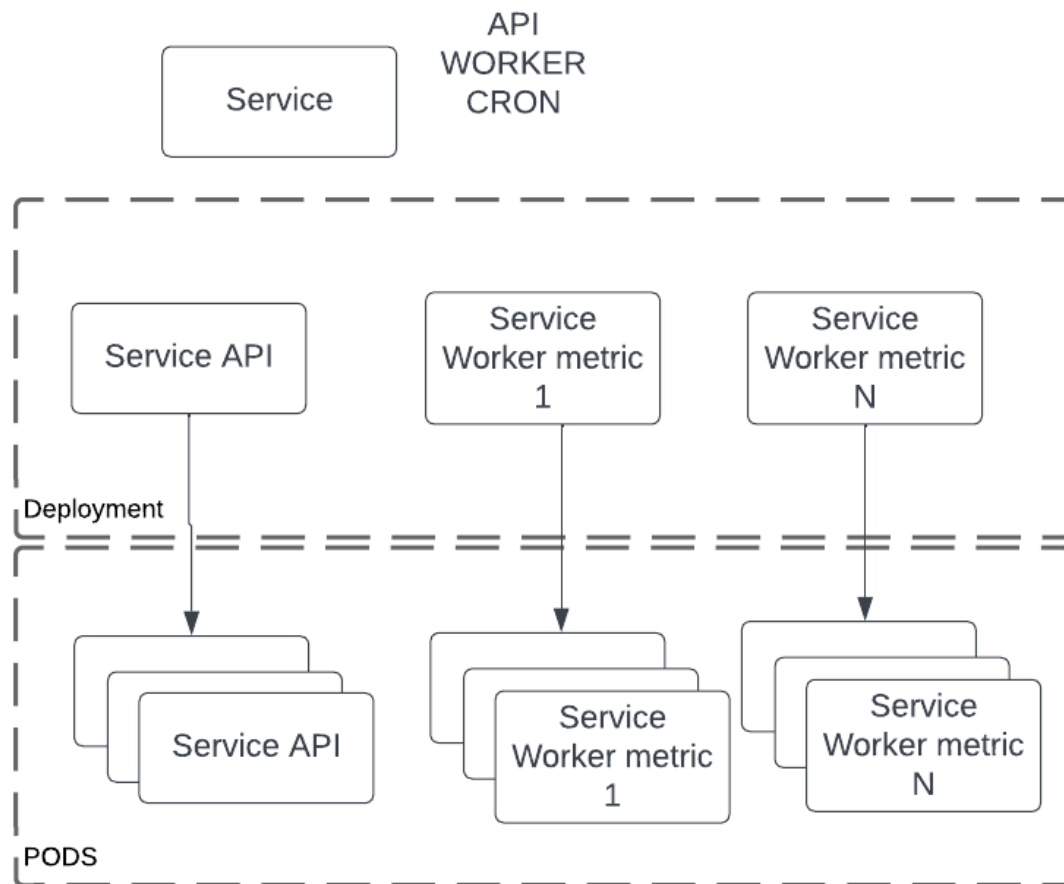 API
WORKER
CRON
Service
Service API
Service
Worker metric
1
Service
Worker metric
N
Deployment
Service API
Service
Worker metric
1
Service
Worker metric
N
PODS